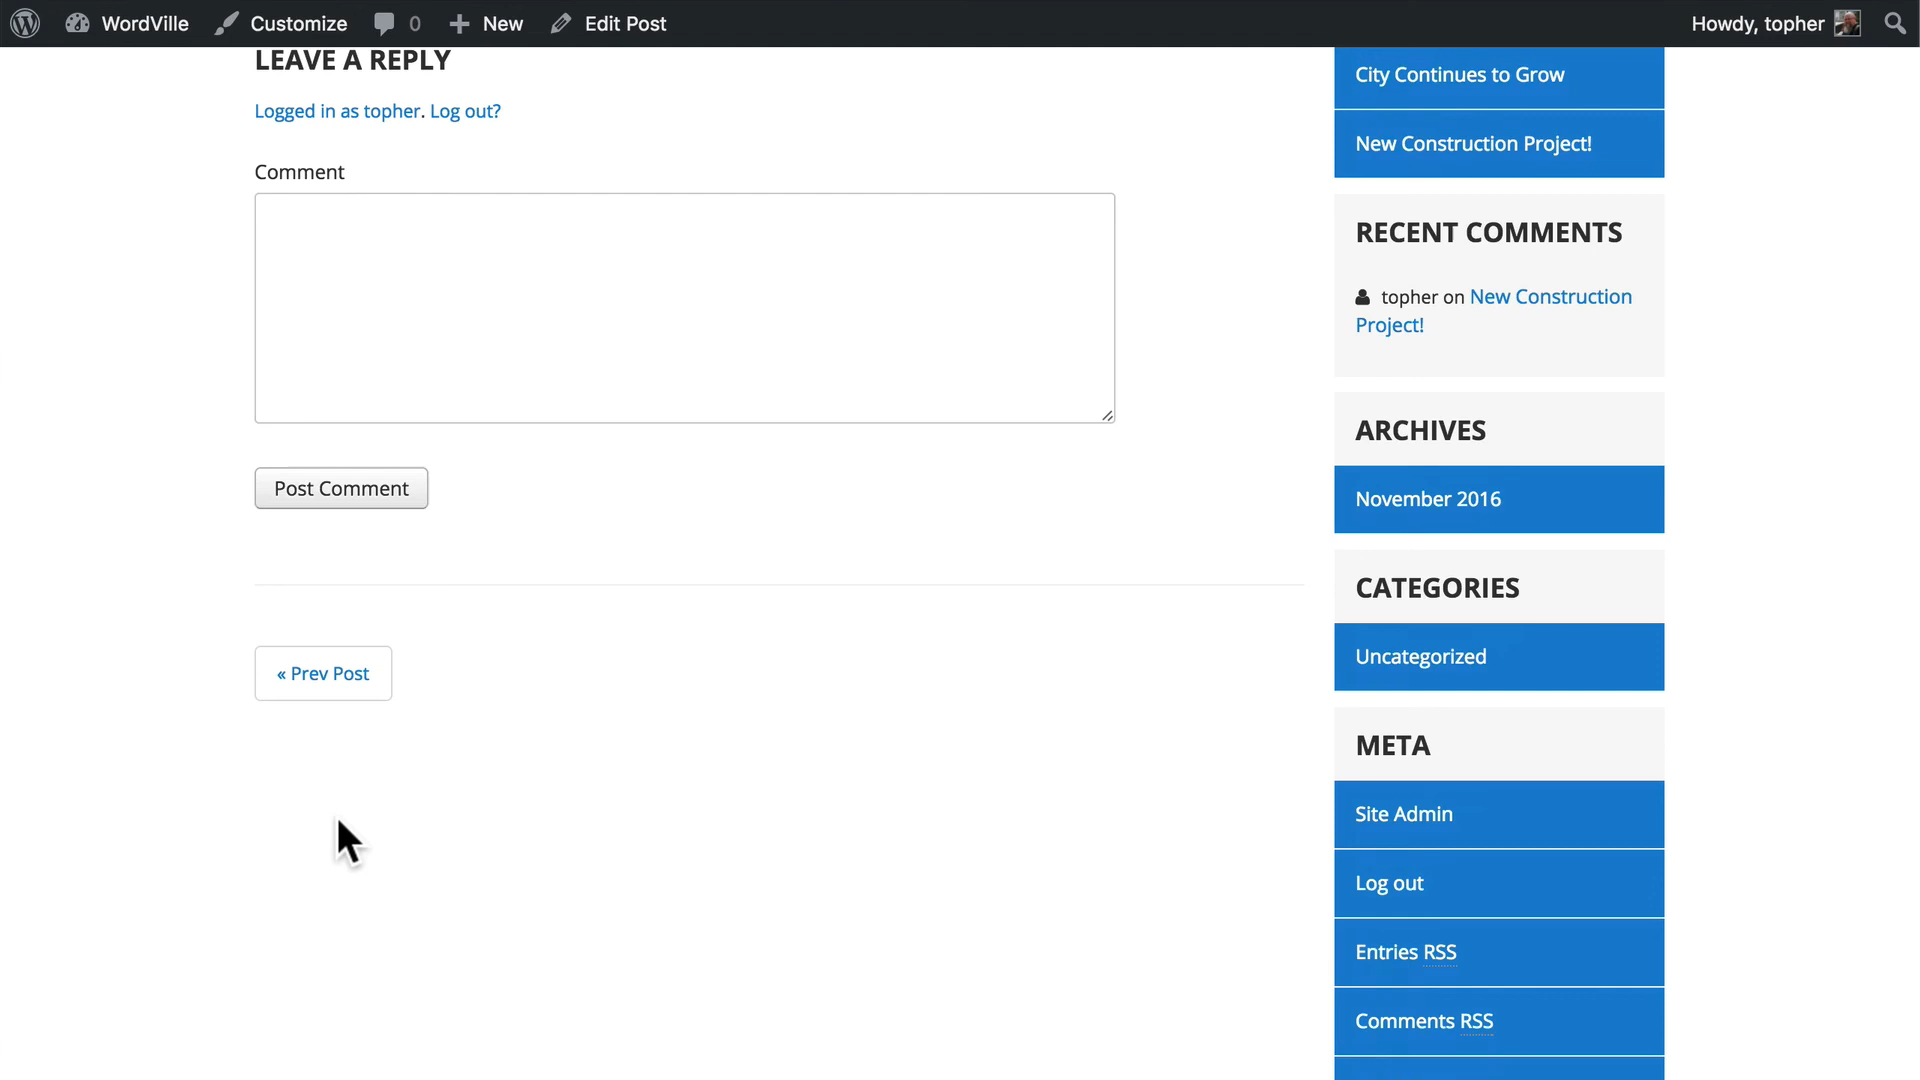 WordVille Customize 0 New Edit Post Howdy, topher
LEAVE A REPLY
Logged in as topher. Log out?
Comment
Post Comment
« Prev Post
City Continues to Grow
New Construction Project!
RECENT COMMENTS
topher on New Construction
Project!
ARCHIVES
November 2016
CATEGORIES
Uncategorized
META
Site Admin
Log out
Entries RSS
Comments RSS